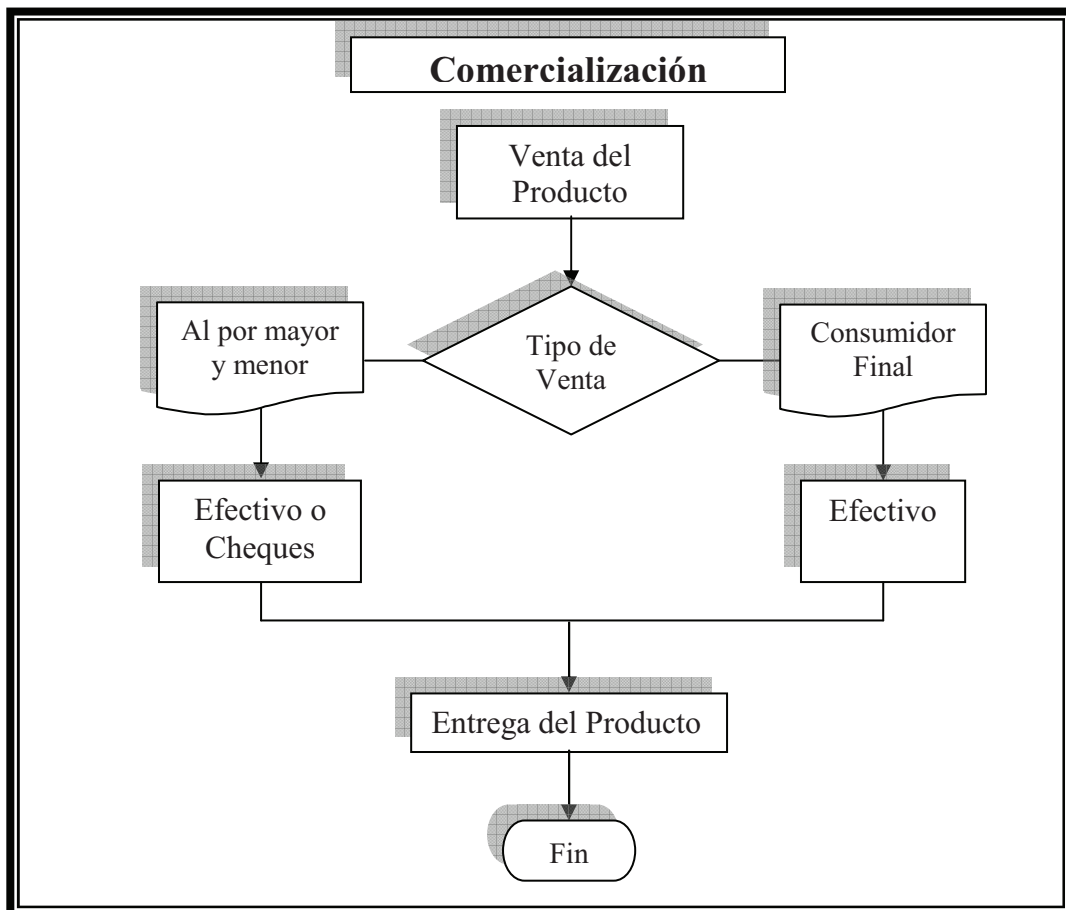 Comercialización
Venta del
Producto
Al por mayor
y menor
Tipo de
Venta
Consumidor
Final
Efectivo o
Cheques
Efectivo
Entrega del Producto
Fin